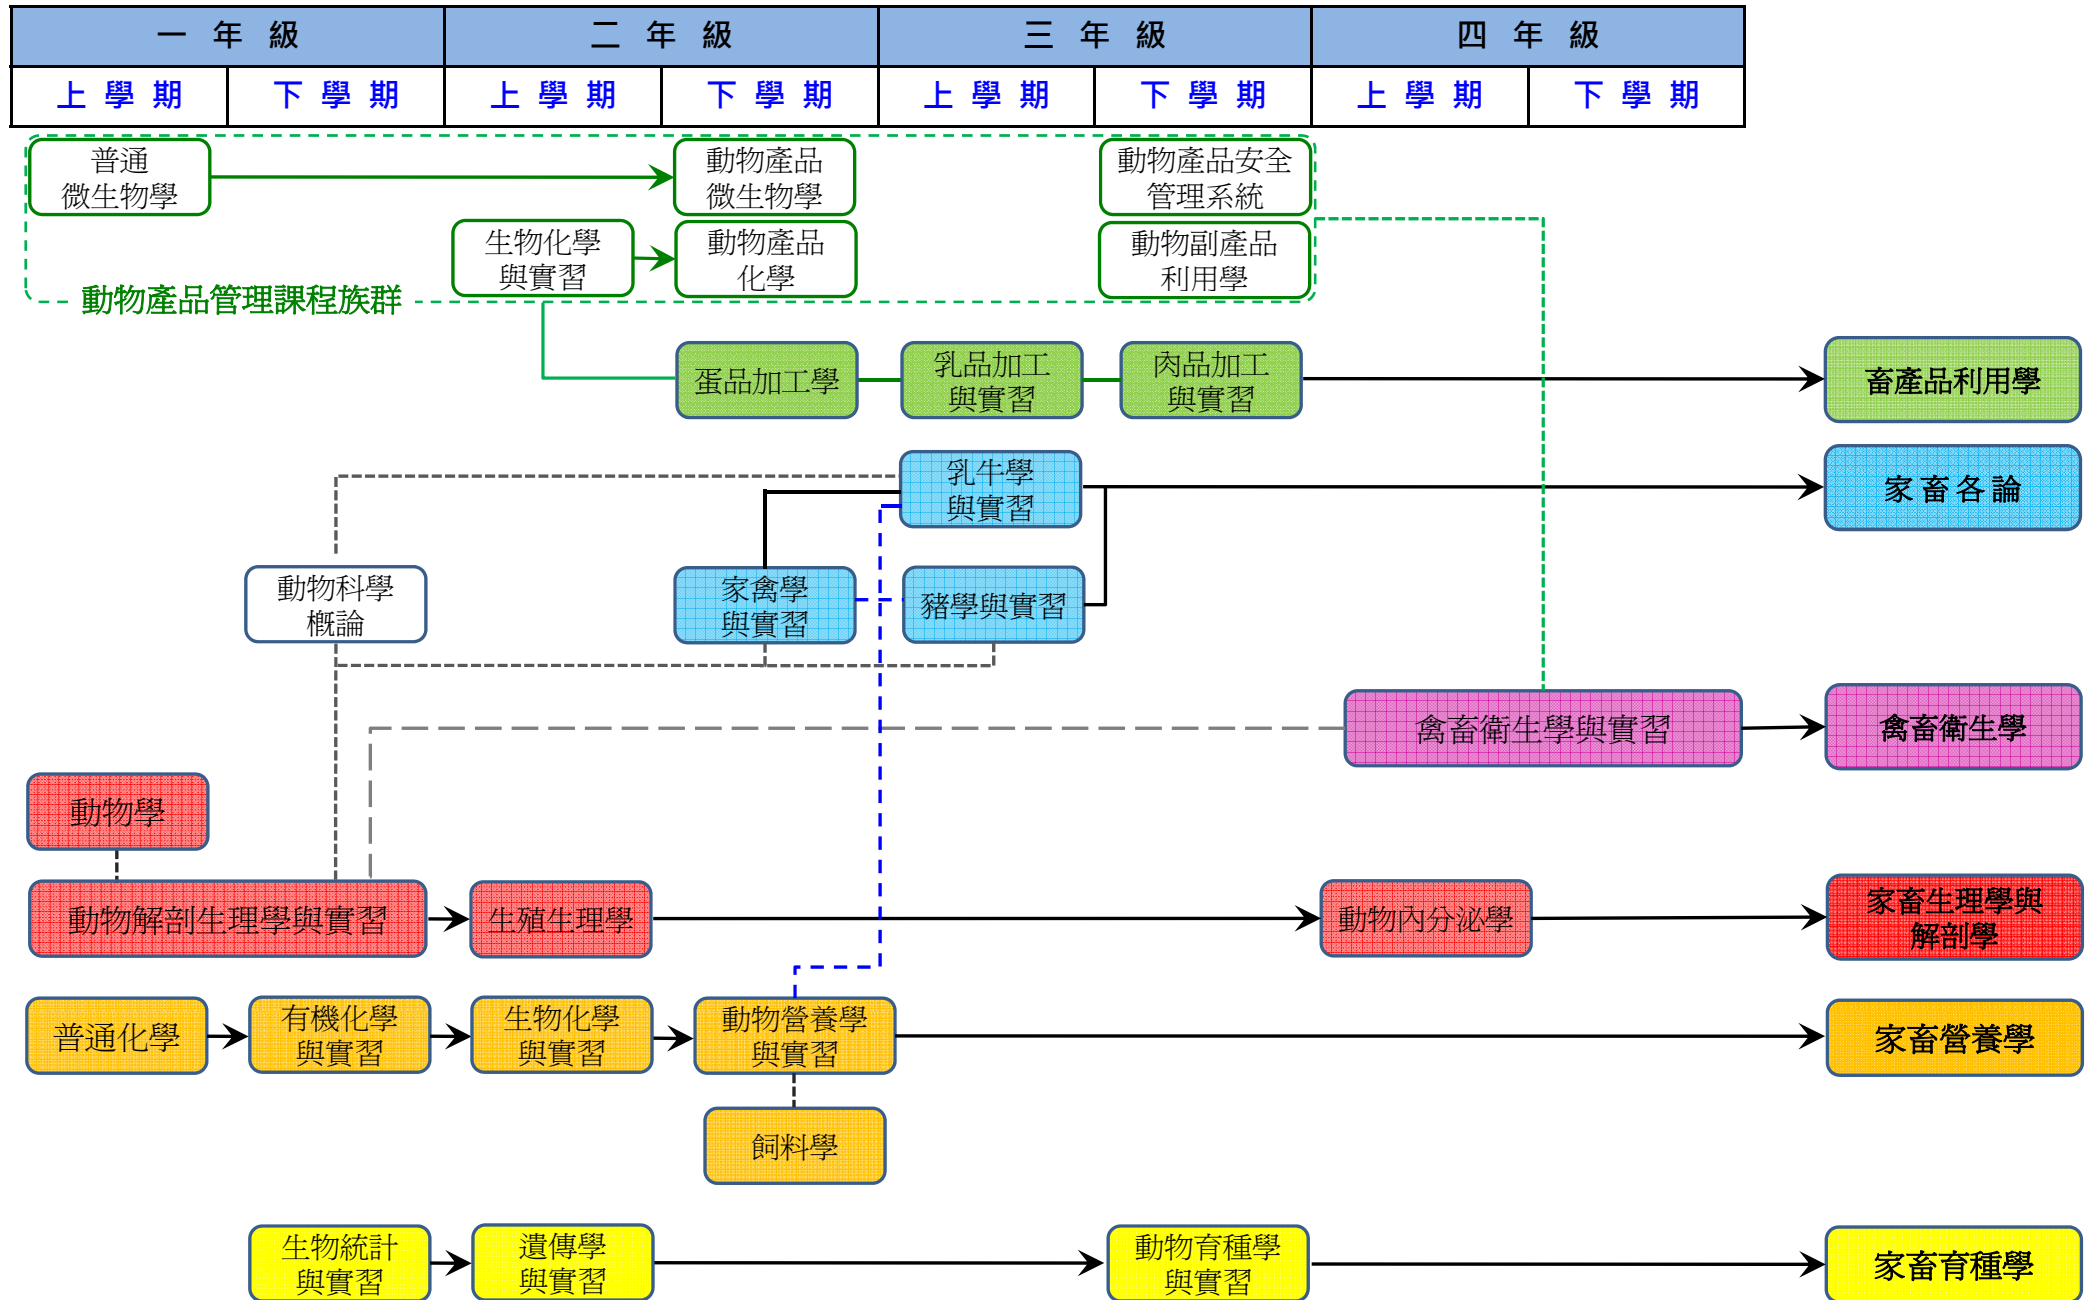 一 年 級
二 年 級
三 年 級
四 年 級
上 學 期
下 學 期
上 學 期
下 學 期
上 學 期
下 學 期
上 學 期
下 學 期
普通
微生物學
動物產品
微生物學
動物產品安全
管理系統
生物化學
與實習
動物產品
化學
動物副產品
利用學
動物產品管理課程族群
蛋品加工學
乳品加工
與實習
肉品加工
與實習
畜產品利用學
乳牛學
與實習
家畜各論
動物科學
概論
家禽學
與實習
豬學與實習
禽畜衛生學與實習
禽畜衛生學
動物學
動物解剖生理學與實習
生殖生理學
動物內分泌學
家畜生理學與
解剖學
普通化學
有機化學
與實習
生物化學
與實習
動物營養學
與實習
家畜營養學
飼料學
生物統計
與實習
遺傳學
與實習
動物育種學
與實習
家畜育種學